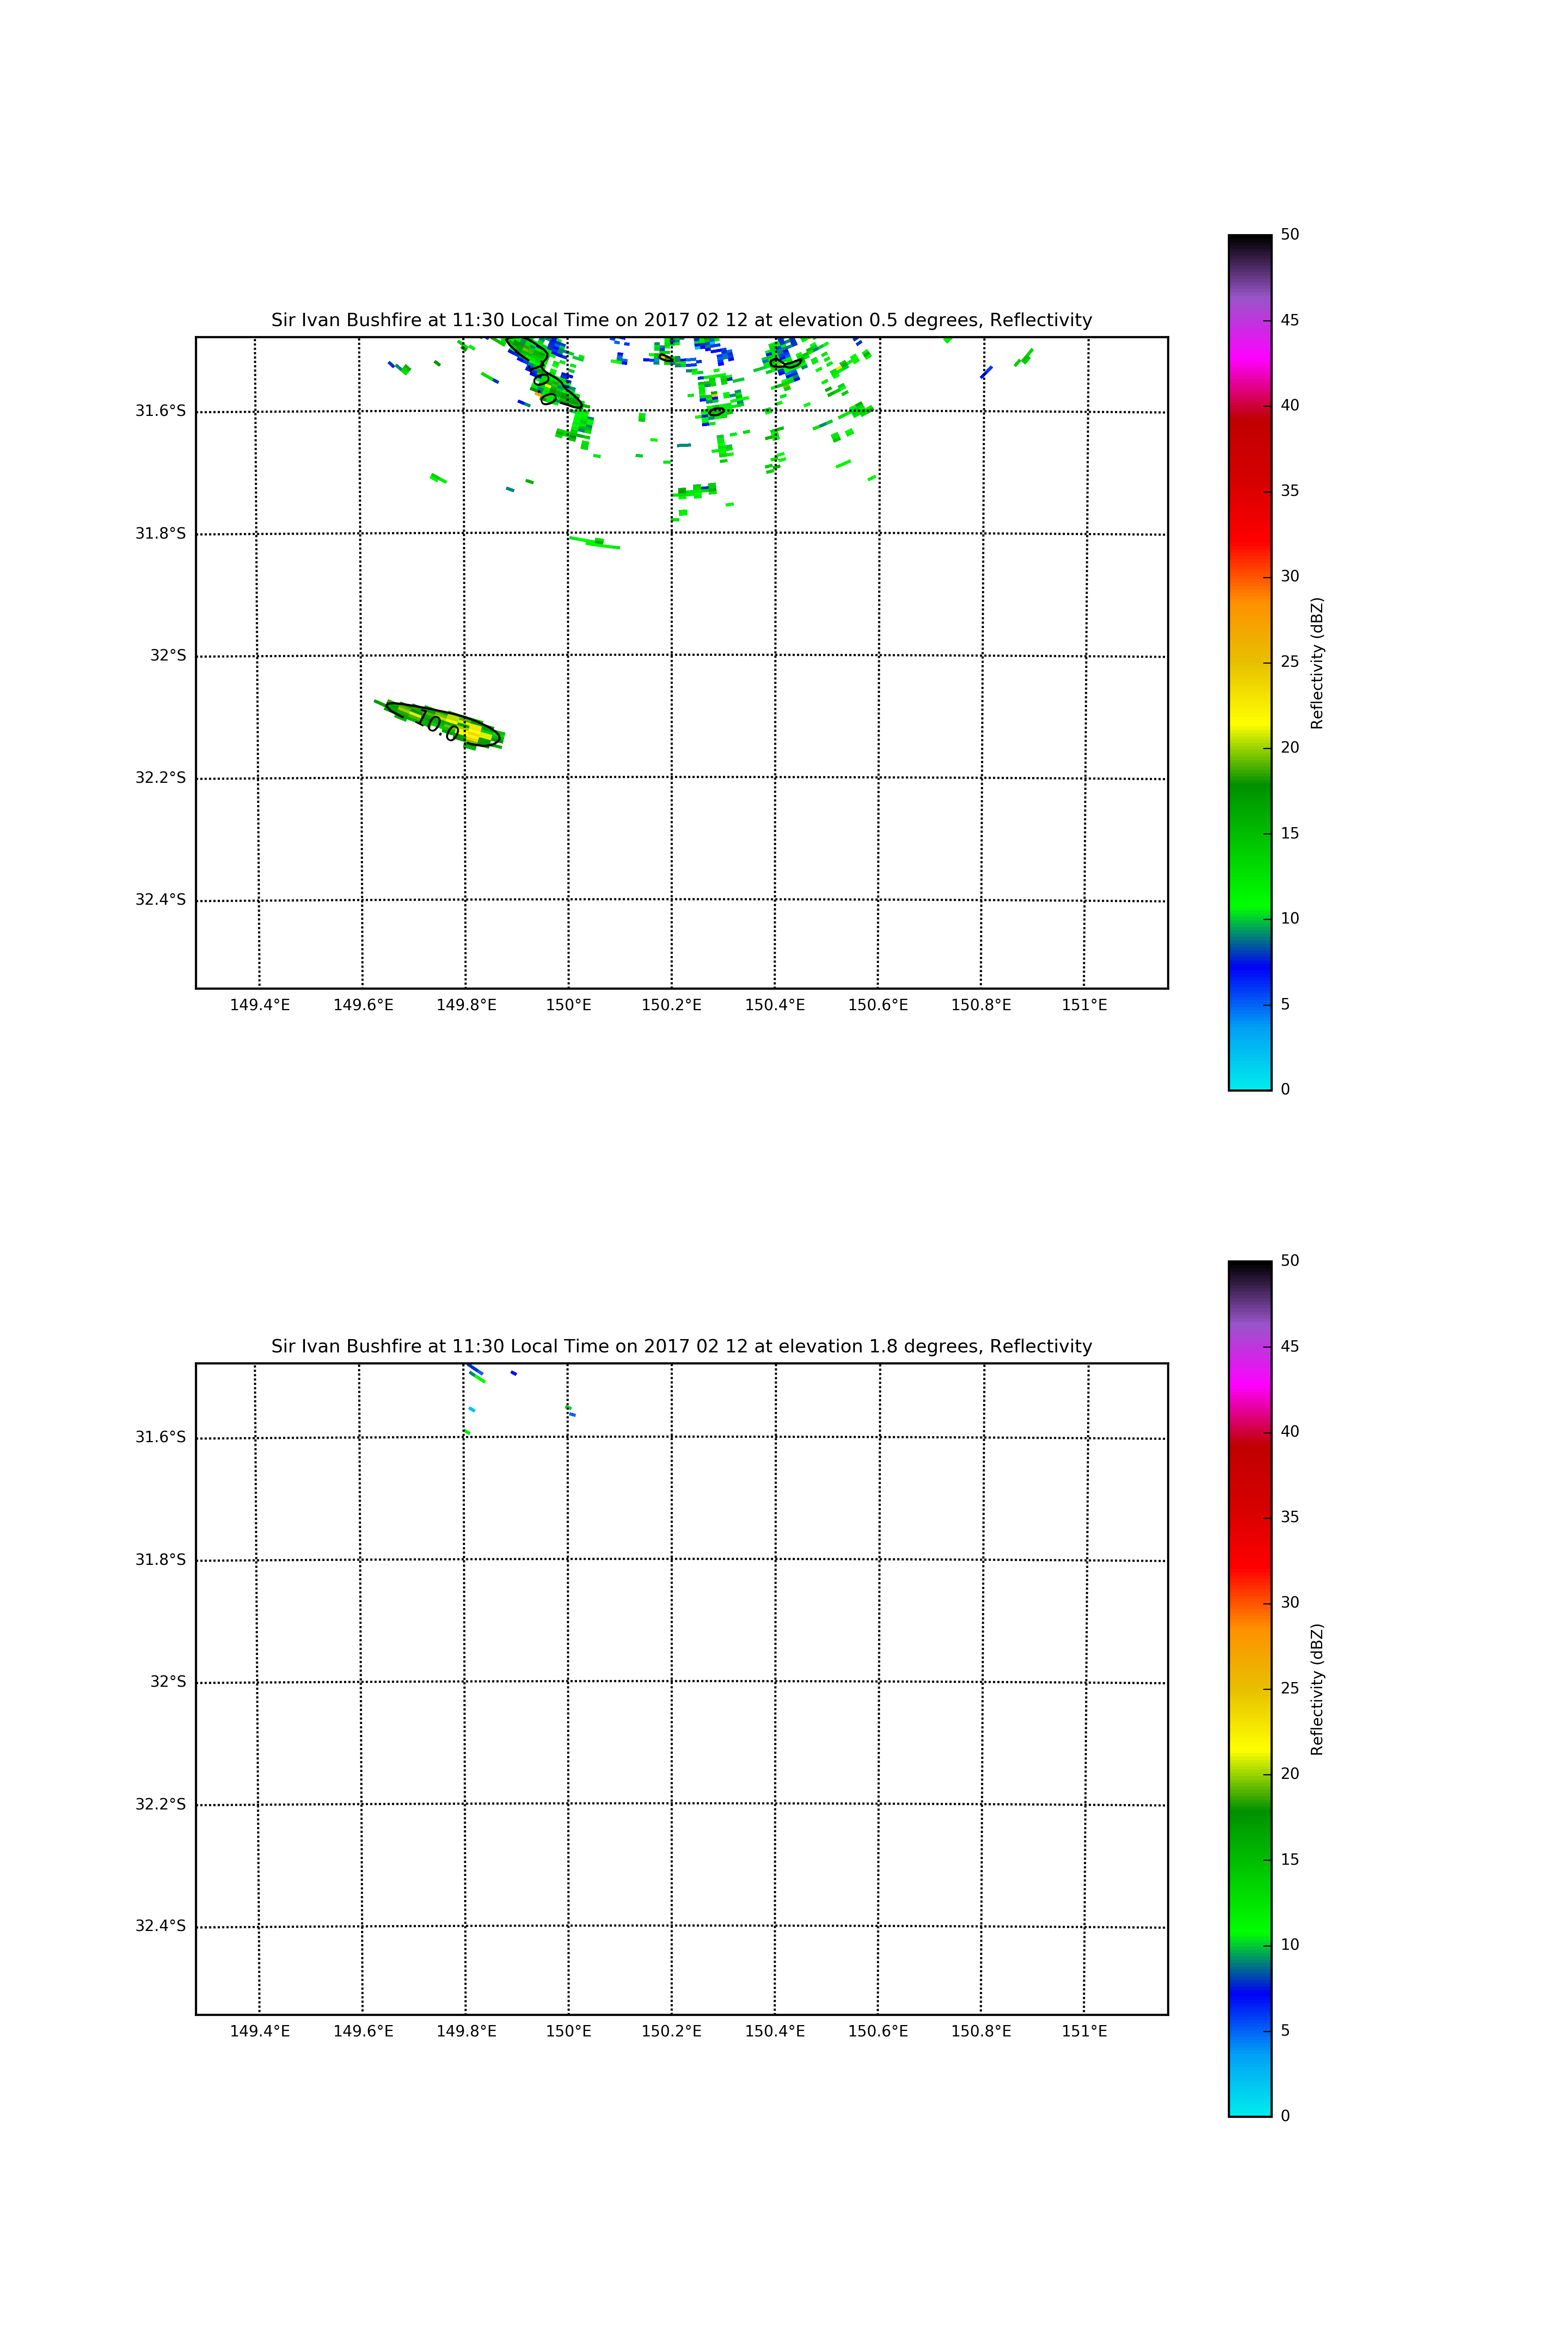 Sir Ivan Bushfire at 11:30 Local Time on 2017 02 12 at elevation 0.5 degrees, Reflectivity
31.6°S
31.8°S
32°S
32.2°S
32.4°S
10.0
149.4°E 149.6°E 149.8°E 150°E 150.2°E 150.4°E 150.6°E 150.8°E 151°E
50
45
40
35
30
25
20
15
10
5
0
Reflectivity (dBZ)
Sir Ivan Bushfire at 11:30 Local Time on 2017 02 12 at elevation 1.8 degrees, Reflectivity
31.6°S
31.8°S
32°S
32.2°S
32.4°S
149.4°E 149.6°E 149.8°E 150°E 150.2°E 150.4°E 150.6°E 150.8°E 151°E
50
45
40
35
30
25
20
15
10
5
0
Reflectivity (dBZ)